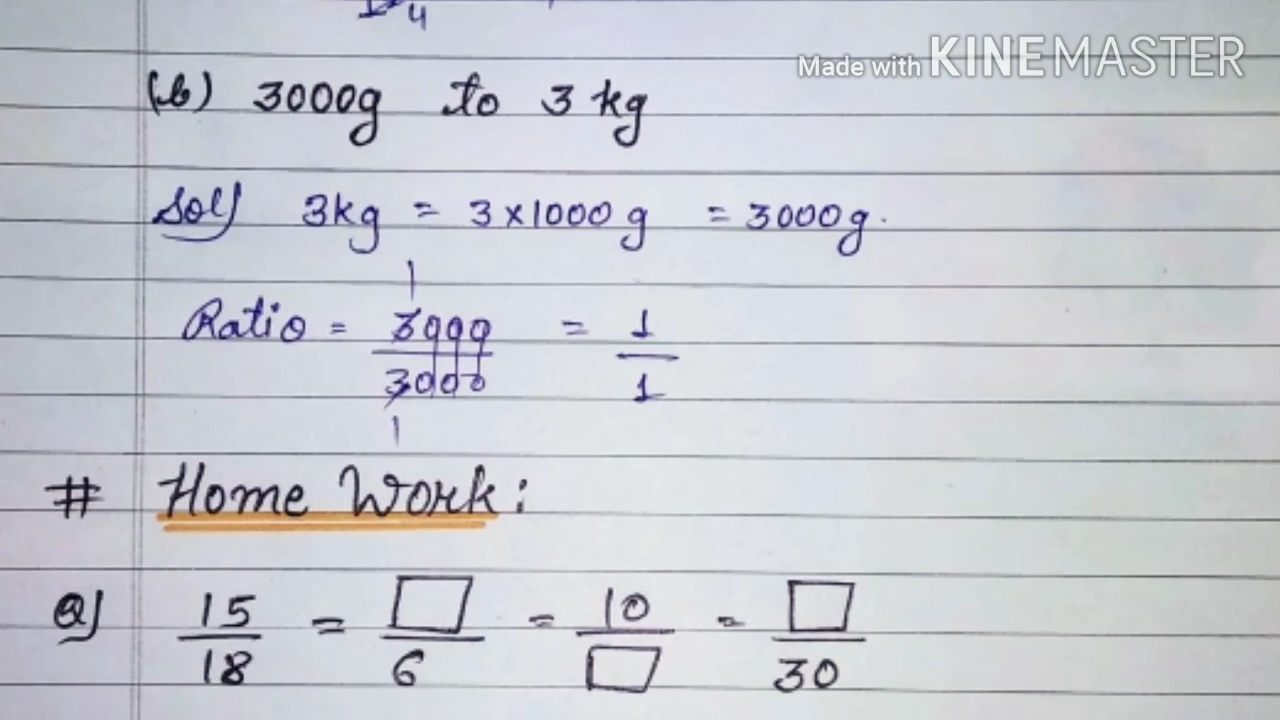 4
Made with KINEMASTER
(b) 3000g to 3 kg
Sol 3kg = 3×1000 g = 3000g.
1
Ratio = 3000/3000 = 1/1
1
# Home Work:
Q) 15/18 = □/6 = 10/□ = □/30